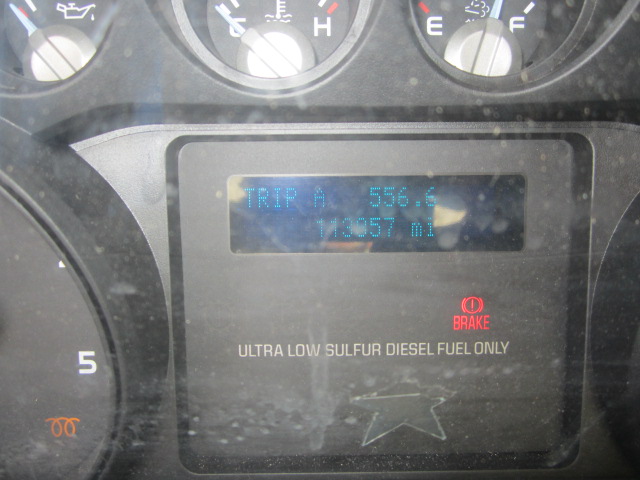 C H
E F
TRIP A 556.6
113957 mi
BRAKE
ULTRA LOW SULFUR DIESEL FUEL ONLY
5